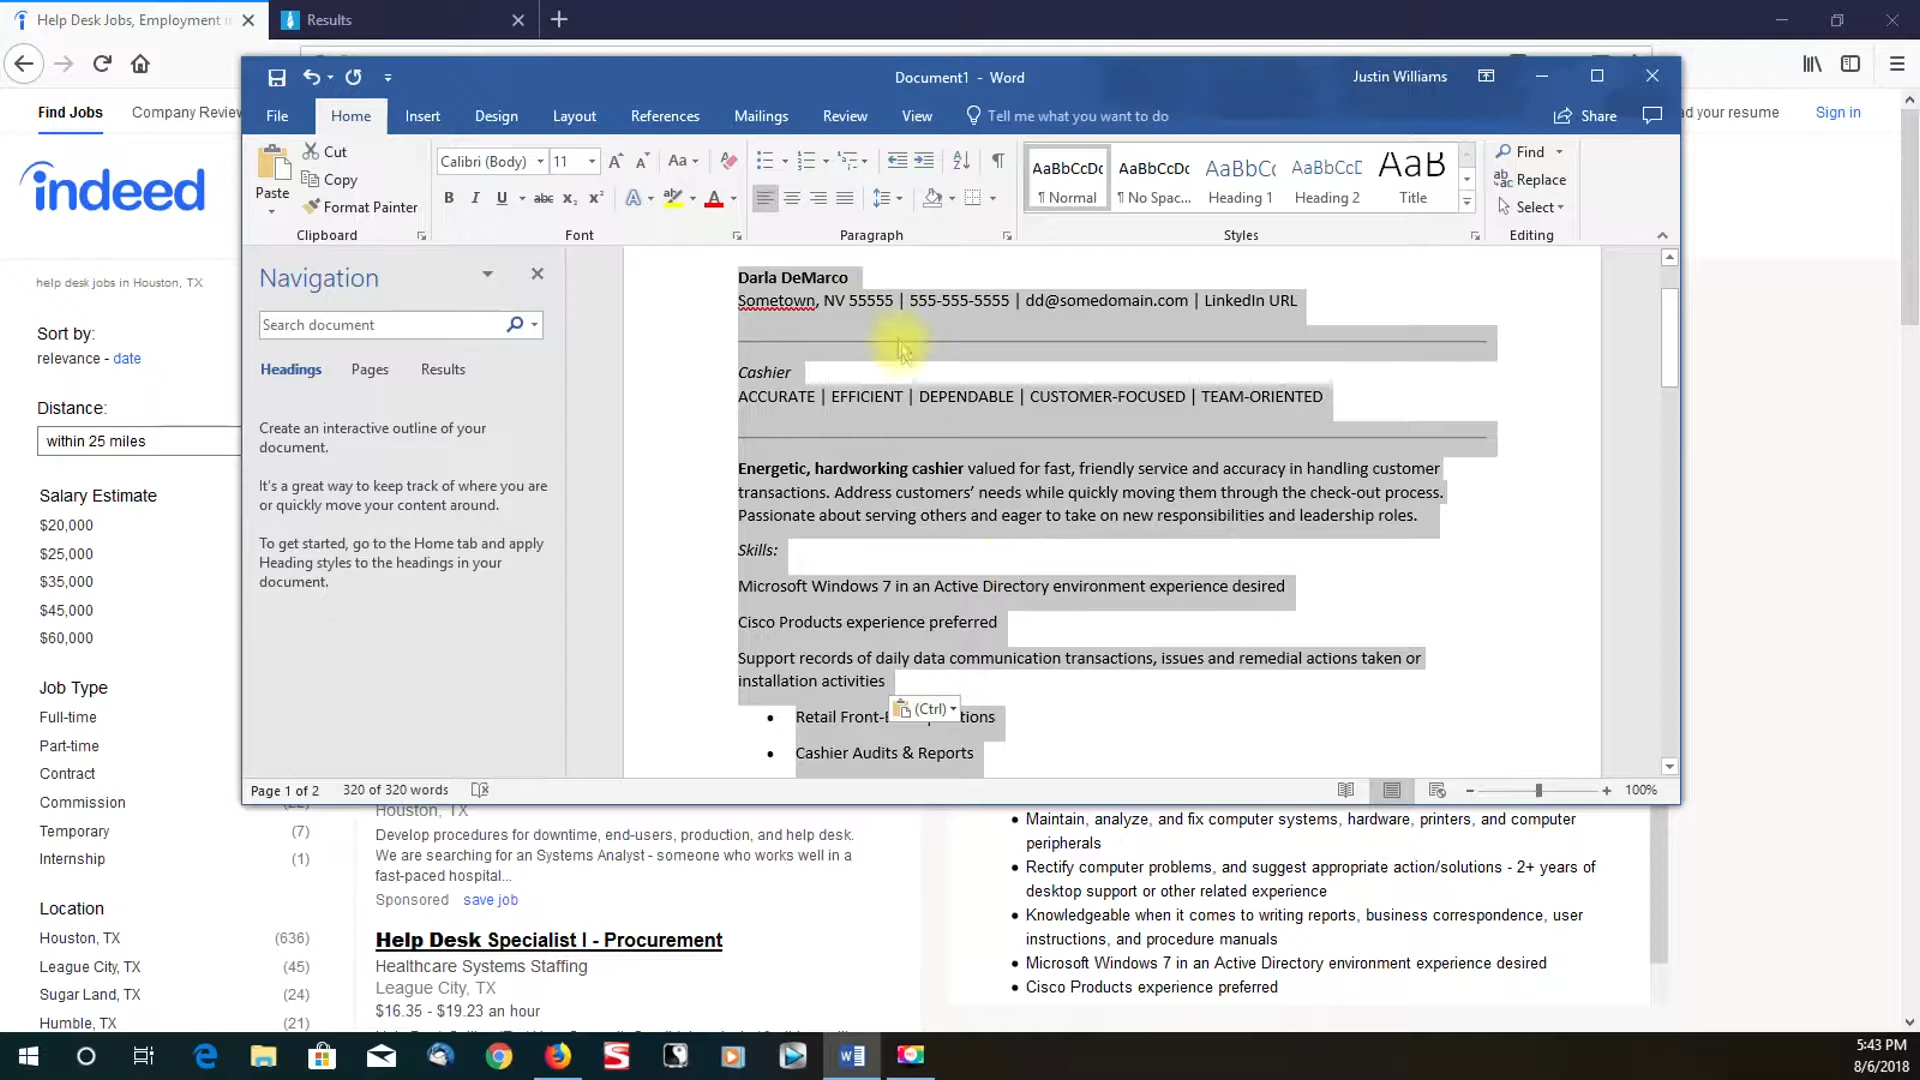 Help Desk Jobs, Employment i
Results
Find Jobs
Company Review
ad your resume
Sign in
indeed
help desk jobs in Houston, TX
Sort by:
relevance - date
Distance:
within 25 miles
Salary Estimate
$20,000
$25,000
$35,000
$45,000
$60,000
Job Type
Full-time
Part-time
Contract
Commission
Temporary (7)
Internship (1)
Location
Houston, TX (636)
League City, TX (45)
Sugar Land, TX (24)
Humble, TX (21)
Document1 - Word
Justin Williams
File
Home
Insert
Design
Layout
References
Mailings
Review
View
Tell me what you want to do
Share
Paste
Cut
Copy
Format Painter
Clipboard
Calibri (Body)
11
Aa
B I U abc x₂ x²
A
Font
Paragraph
AaBbCcDc
¶ Normal
AaBbCcDc
¶ No Spac...
AaBbCc
Heading 1
AaBbCcD
Heading 2
AaB
Title
Styles
Find
Replace
Select
Editing
Navigation
Search document
Headings
Pages
Results
Create an interactive outline of your
document.
It's a great way to keep track of where you are
or quickly move your content around.
To get started, go to the Home tab and apply
Heading styles to the headings in your
document.
Darla DeMarco
Sometown, NV 55555 | 555-555-5555 | dd@somedomain.com | LinkedIn URL
Cashier
ACCURATE | EFFICIENT | DEPENDABLE | CUSTOMER-FOCUSED | TEAM-ORIENTED
Energetic, hardworking cashier valued for fast, friendly service and accuracy in handling customer
transactions. Address customers’ needs while quickly moving them through the check-out process.
Passionate about serving others and eager to take on new responsibilities and leadership roles.
Skills:
Microsoft Windows 7 in an Active Directory environment experience desired
Cisco Products experience preferred
Support records of daily data communication transactions, issues and remedial actions taken or
installation activities
(Ctrl)
• Retail Front-E tions
• Cashier Audits & Reports
Page 1 of 2
320 of 320 words
100%
Houston, TX
Develop procedures for downtime, end-users, production, and help desk.
We are searching for an Systems Analyst - someone who works well in a
fast-paced hospital...
Sponsored save job
Help Desk Specialist I - Procurement
Healthcare Systems Staffing
League City, TX
$16.35 - $19.23 an hour
• Maintain, analyze, and fix computer systems, hardware, printers, and computer
peripherals
• Rectify computer problems, and suggest appropriate action/solutions - 2+ years of
desktop support or other related experience
• Knowledgeable when it comes to writing reports, business correspondence, user
instructions, and procedure manuals
• Microsoft Windows 7 in an Active Directory environment experience desired
• Cisco Products experience preferred
5:43 PM
8/6/2018